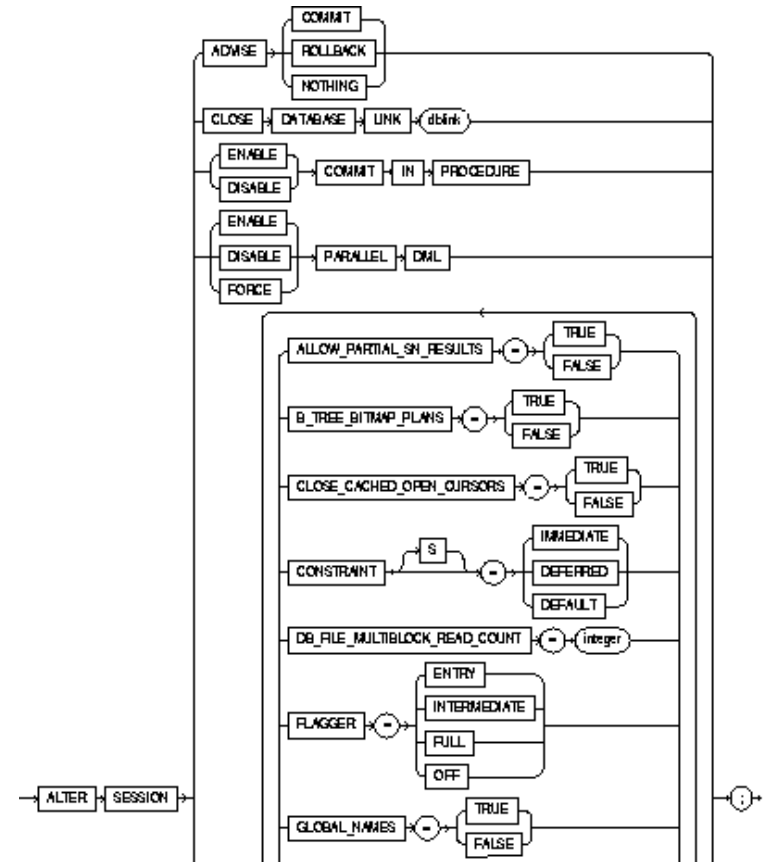 COMMIT
ADVISE ROLLBACK
NOTHING
CLOSE DATABASE LINK dblink
ENABLE
DISABLE COMMIT IN PROCEDURE
ENABLE
DISABLE PARALLEL DML
FORCE
TRUE
ALLOW_PARTIAL_SN_RESULTS =
FALSE
TRUE
B_TREE_BITMAP_PLANS =
FALSE
TRUE
CLOSE_CACHED_OPEN_CURSORS =
FALSE
S IMMEDIATE
CONSTRAINT = DEFERRED
DEFAULT
DB_FILE_MULTIBLOCK_READ_COUNT = integer
ENTRY
INTERMEDIATE
FLAGGER =
FULL
OFF
ALTER SESSION ;
TRUE
GLOBAL_NAMES =
FALSE